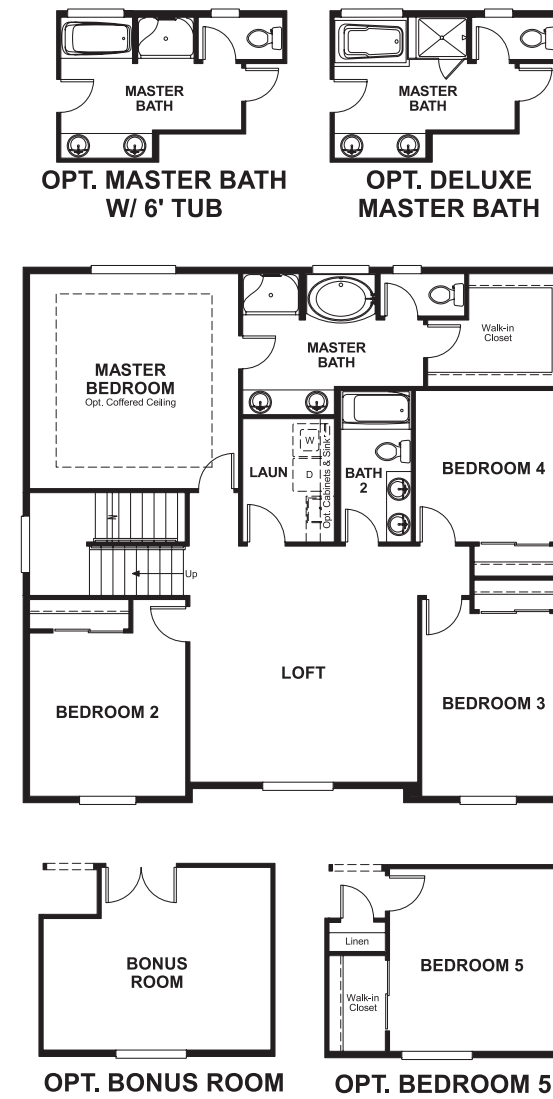 MASTER
BATH
MASTER
BATH
OPT. MASTER BATH
W/ 6' TUB
OPT. DELUXE
MASTER BATH
MASTER
BEDROOM
Opt. Coffered Ceiling
MASTER
BATH
Walk-in
Closet
LAUN
W
D
Opt. Cabinets & Sink
BATH
2
BEDROOM 4
Up
LOFT
BEDROOM 2
BEDROOM 3
BONUS
ROOM
Linen
Walk-in
Closet
BEDROOM 5
OPT. BONUS ROOM
OPT. BEDROOM 5